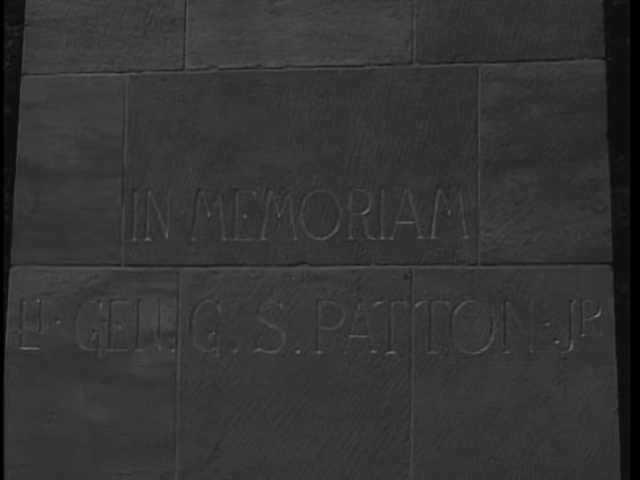 IN MEMORIAM
LT. GEN. G. S. PATTON. JR